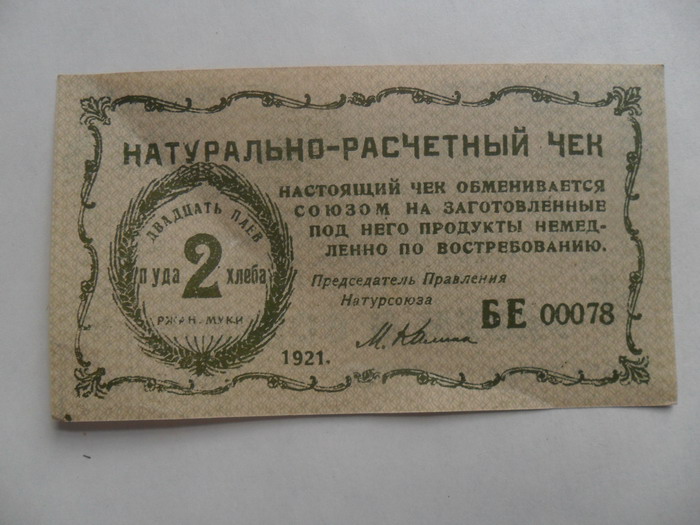 НАТУРАЛЬНО-РАСЧЕТНЫЙ ЧЕК
ДВАДЦАТЬ ПАЕВ
пуда 2 хлеба
РЖАН. МУКИ
НАСТОЯЩИЙ ЧЕК ОБМЕНИВАЕТСЯ
СОЮЗОМ НА ЗАГОТОВЛЕННЫЕ
ПОД НЕГО ПРОДУКТЫ НЕМЕД-
ЛЕННО ПО ВОСТРЕБОВАНИЮ.
Председатель Правления
Натурсоюза
БЕ 00078
1921.